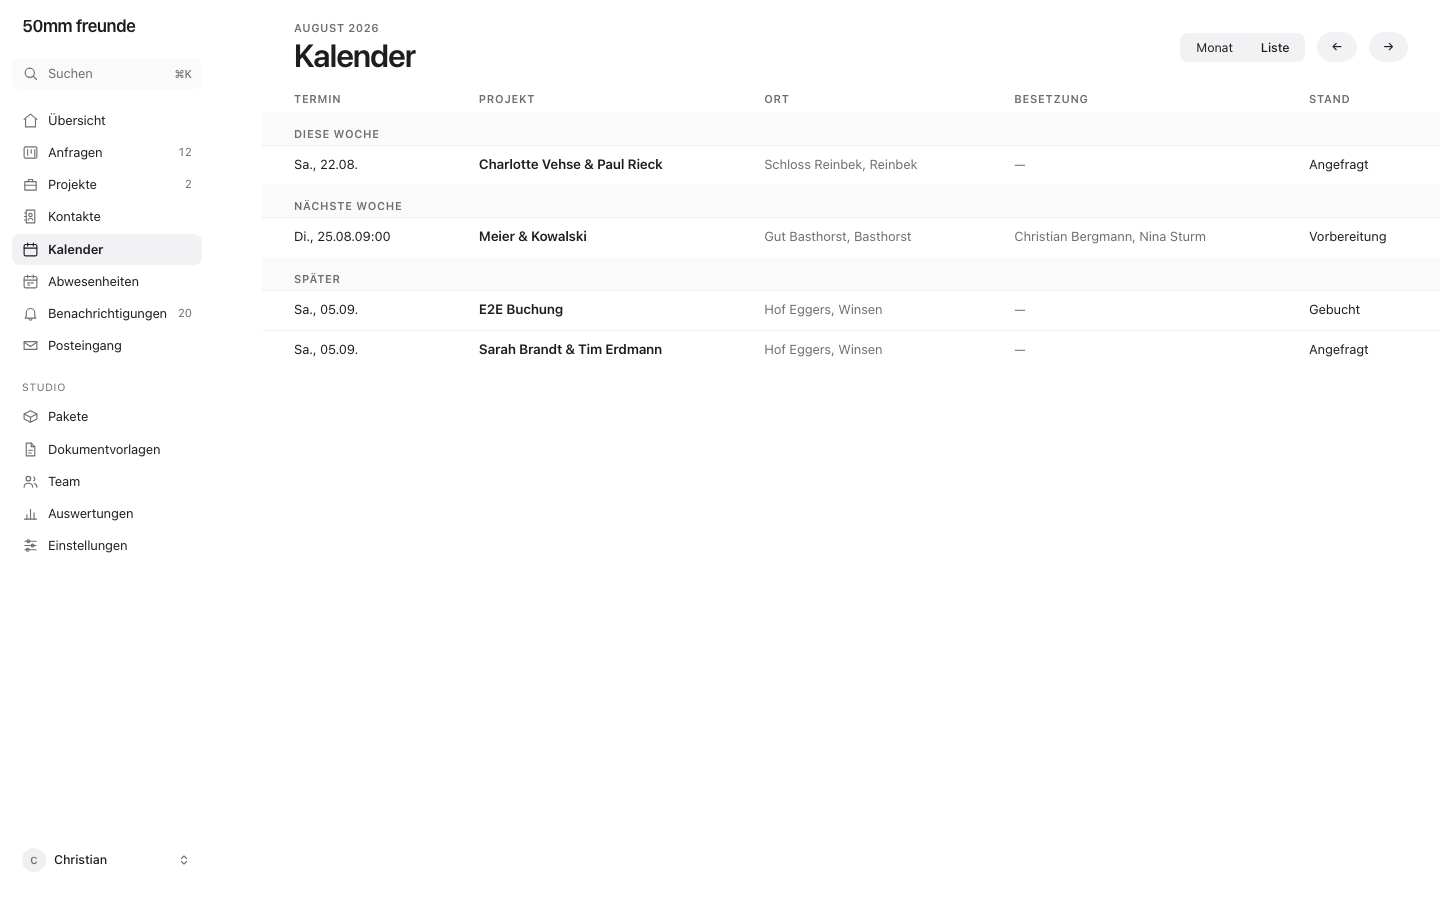 50mm freunde
Suchen ⌘K
Übersicht
Anfragen 12
Projekte 2
Kontakte
Kalender
Abwesenheiten
Benachrichtigungen 20
Posteingang
STUDIO
Pakete
Dokumentvorlagen
Team
Auswertungen
Einstellungen
C Christian
AUGUST 2026
Kalender
Monat Liste ← →
TERMIN PROJEKT ORT BESETZUNG STAND
DIESE WOCHE
Sa., 22.08. Charlotte Vehse & Paul Rieck Schloss Reinbek, Reinbek — Angefragt
NÄCHSTE WOCHE
Di., 25.08.09:00 Meier & Kowalski Gut Basthorst, Basthorst Christian Bergmann, Nina Sturm Vorbereitung
SPÄTER
Sa., 05.09. E2E Buchung Hof Eggers, Winsen — Gebucht
Sa., 05.09. Sarah Brandt & Tim Erdmann Hof Eggers, Winsen — Angefragt